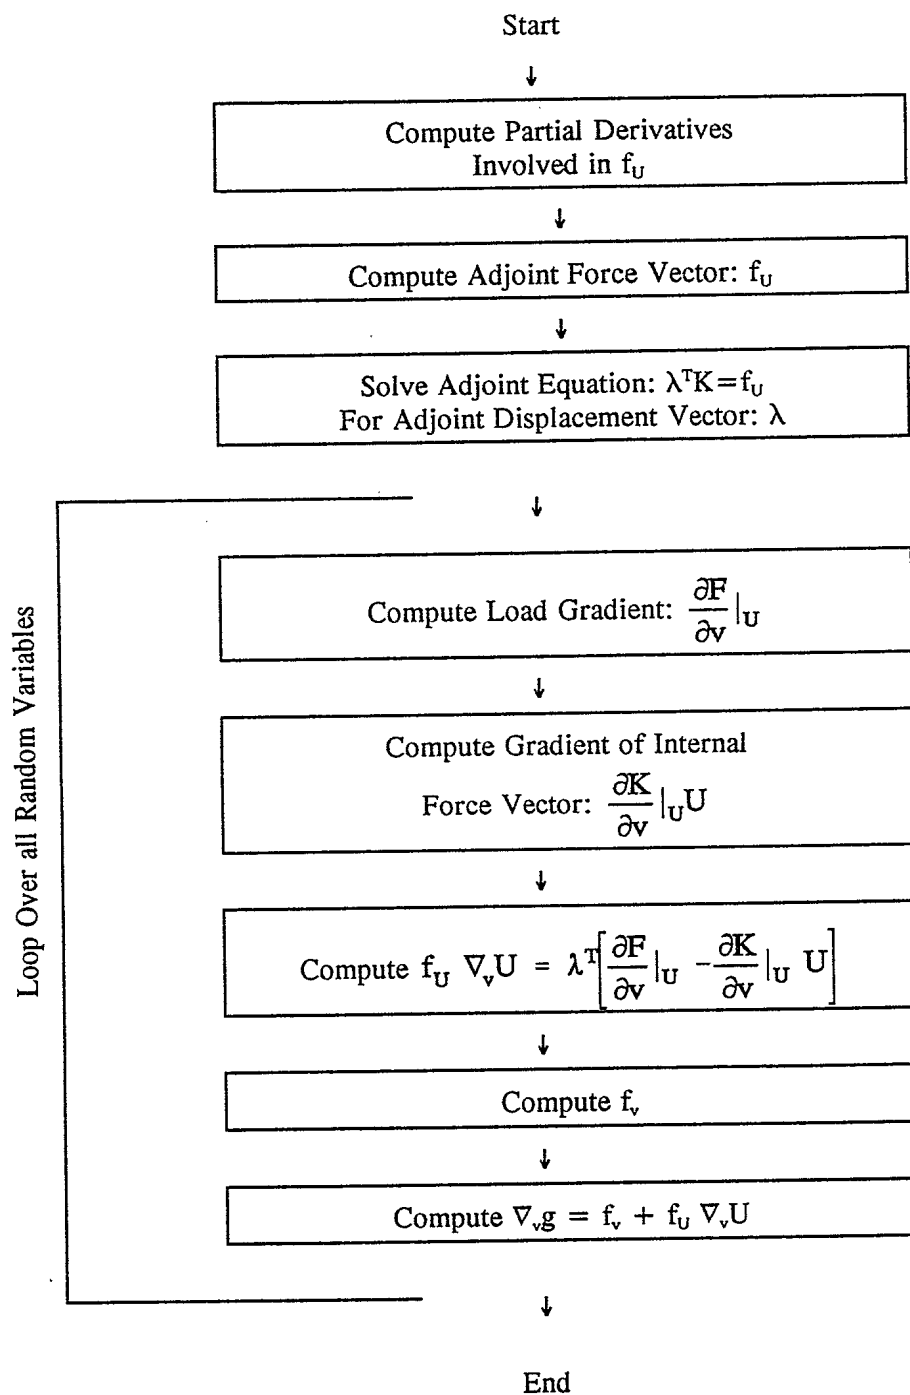 Start
↓
Compute Partial Derivatives
Involved in f_U
↓
Compute Adjoint Force Vector: f_U
↓
Solve Adjoint Equation: λ^T K=f_U
For Adjoint Displacement Vector: λ
↓
Loop Over all Random Variables
Compute Load Gradient: ∂F/∂v |_U
↓
Compute Gradient of Internal
Force Vector: ∂K/∂v |_U U
↓
Compute f_U ∇_v U = λ^T [ ∂F/∂v |_U - ∂K/∂v |_U U ]
↓
Compute f_v
↓
Compute ∇_v g = f_v + f_U ∇_v U
↓
End